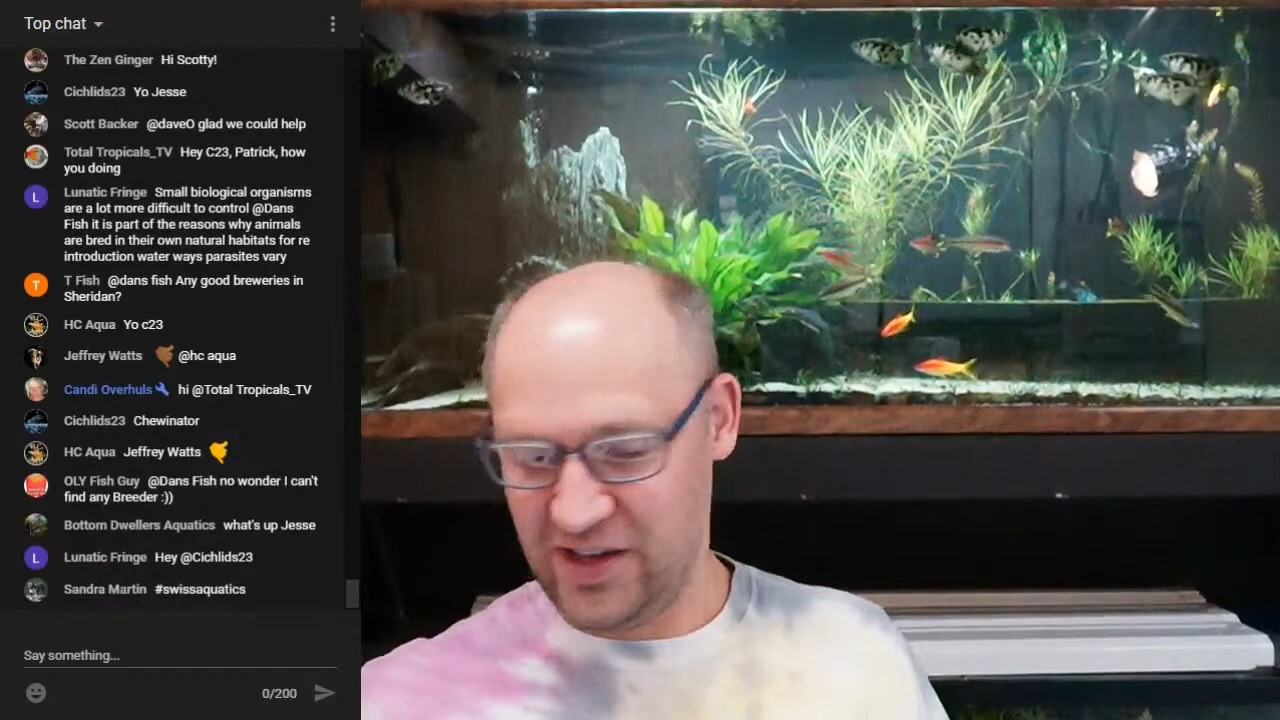 Top chat
The Zen Ginger Hi Scotty!
Cichlids23 Yo Jesse
Scott Backer @daveO glad we could help
Total Tropicals_TV Hey C23, Patrick, how
you doing
L
Lunatic Fringe Small biological organisms
are a lot more difficult to control @Dans
Fish it is part of the reasons why animals
are bred in their own natural habitats for re
introduction water ways parasites vary
T
T Fish @dans fish Any good breweries in
Sheridan?
HC Aqua Yo c23
Jeffrey Watts @hc aqua
Candi Overhuls hi @Total Tropicals_TV
Cichlids23 Chewinator
HC Aqua Jeffrey Watts
OLY Fish Guy @Dans Fish no wonder I can't
find any Breeder :))
Bottom Dwellers Aquatics what's up Jesse
L
Lunatic Fringe Hey @Cichlids23
Sandra Martin #swissaquatics
Say something...
0/200